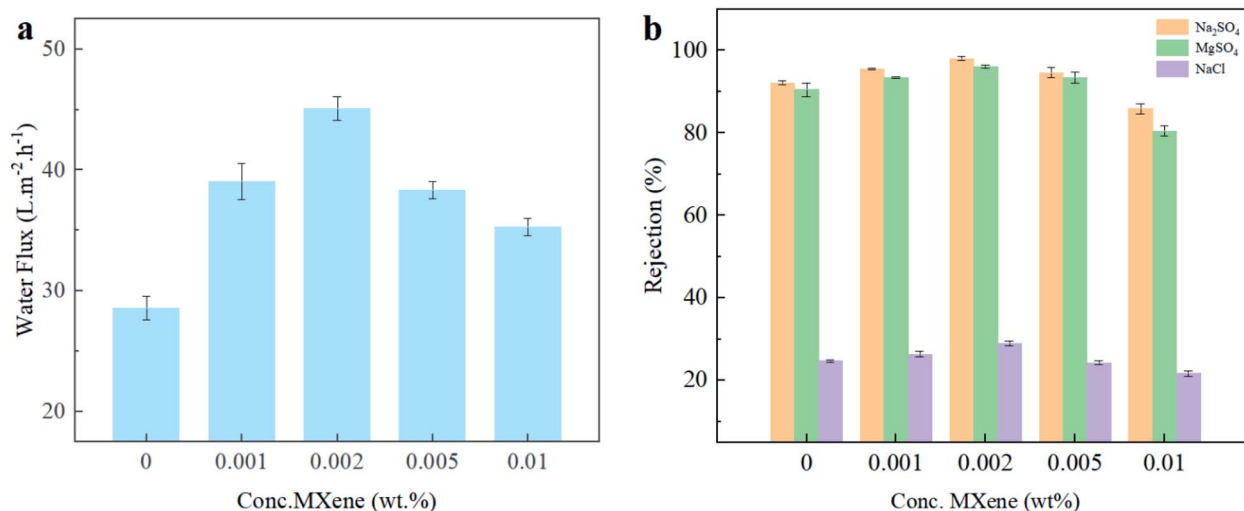 a
50
40
30
20
Water Flux (L.m⁻².h⁻¹)
0 0.001 0.002 0.005 0.01
Conc.MXene (wt.%)
b
Na₂SO₄
MgSO₄
NaCl
100
80
60
40
20
Rejection (%)
0 0.001 0.002 0.005 0.01
Conc. MXene (wt%)